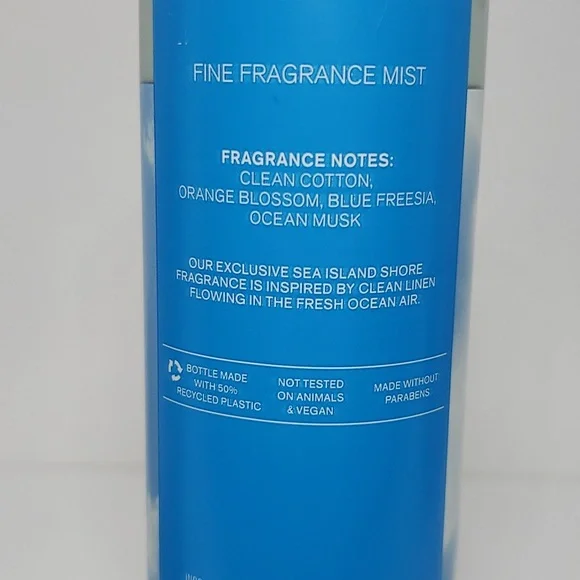 FINE FRAGRANCE MIST
FRAGRANCE NOTES:
CLEAN COTTON,
ORANGE BLOSSOM, BLUE FREESIA,
OCEAN MUSK
OUR EXCLUSIVE SEA ISLAND SHORE
FRAGRANCE IS INSPIRED BY CLEAN LINEN
FLOWING IN THE FRESH OCEAN AIR.
BOTTLE MADE
WITH 50%
RECYCLED PLASTIC
NOT TESTED
ON ANIMALS
& VEGAN
MADE WITHOUT
PARABENS